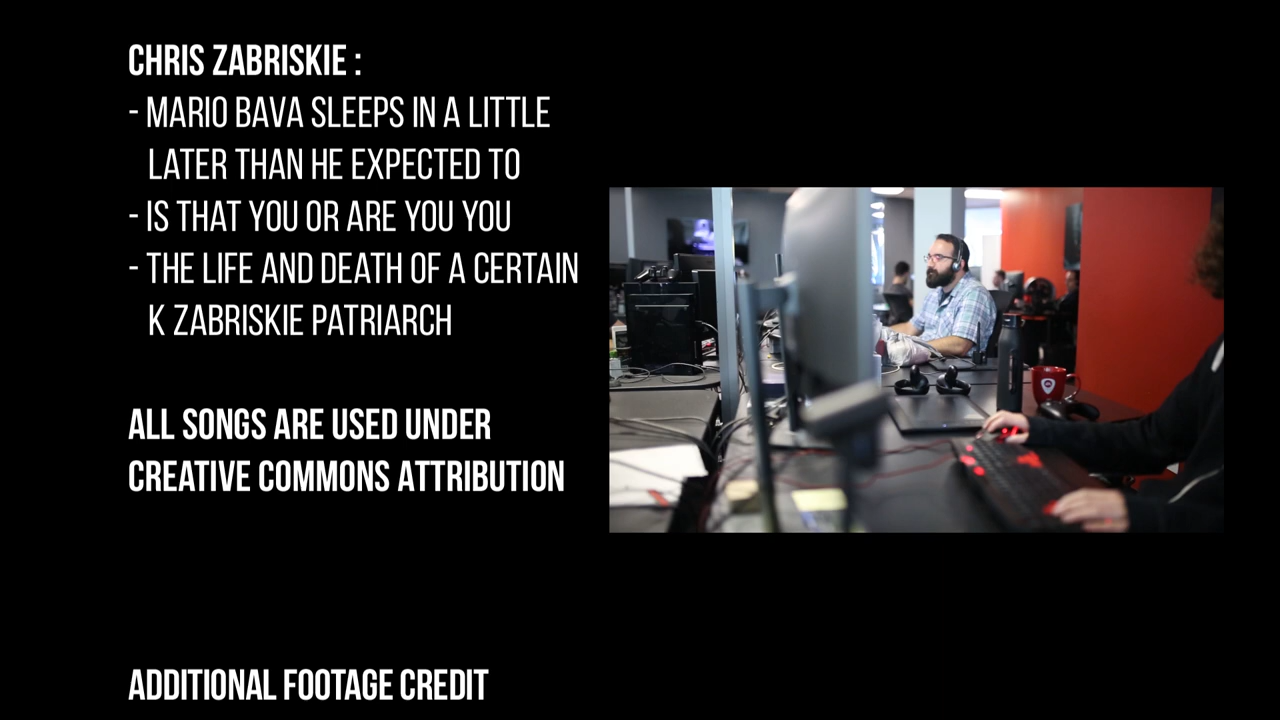 CHRIS ZABRISKIE :
- MARIO BAVA SLEEPS IN A LITTLE
LATER THAN HE EXPECTED TO
- IS THAT YOU OR ARE YOU YOU
- THE LIFE AND DEATH OF A CERTAIN
K ZABRISKIE PATRIARCH
ALL SONGS ARE USED UNDER
CREATIVE COMMONS ATTRIBUTION
ADDITIONAL FOOTAGE CREDIT